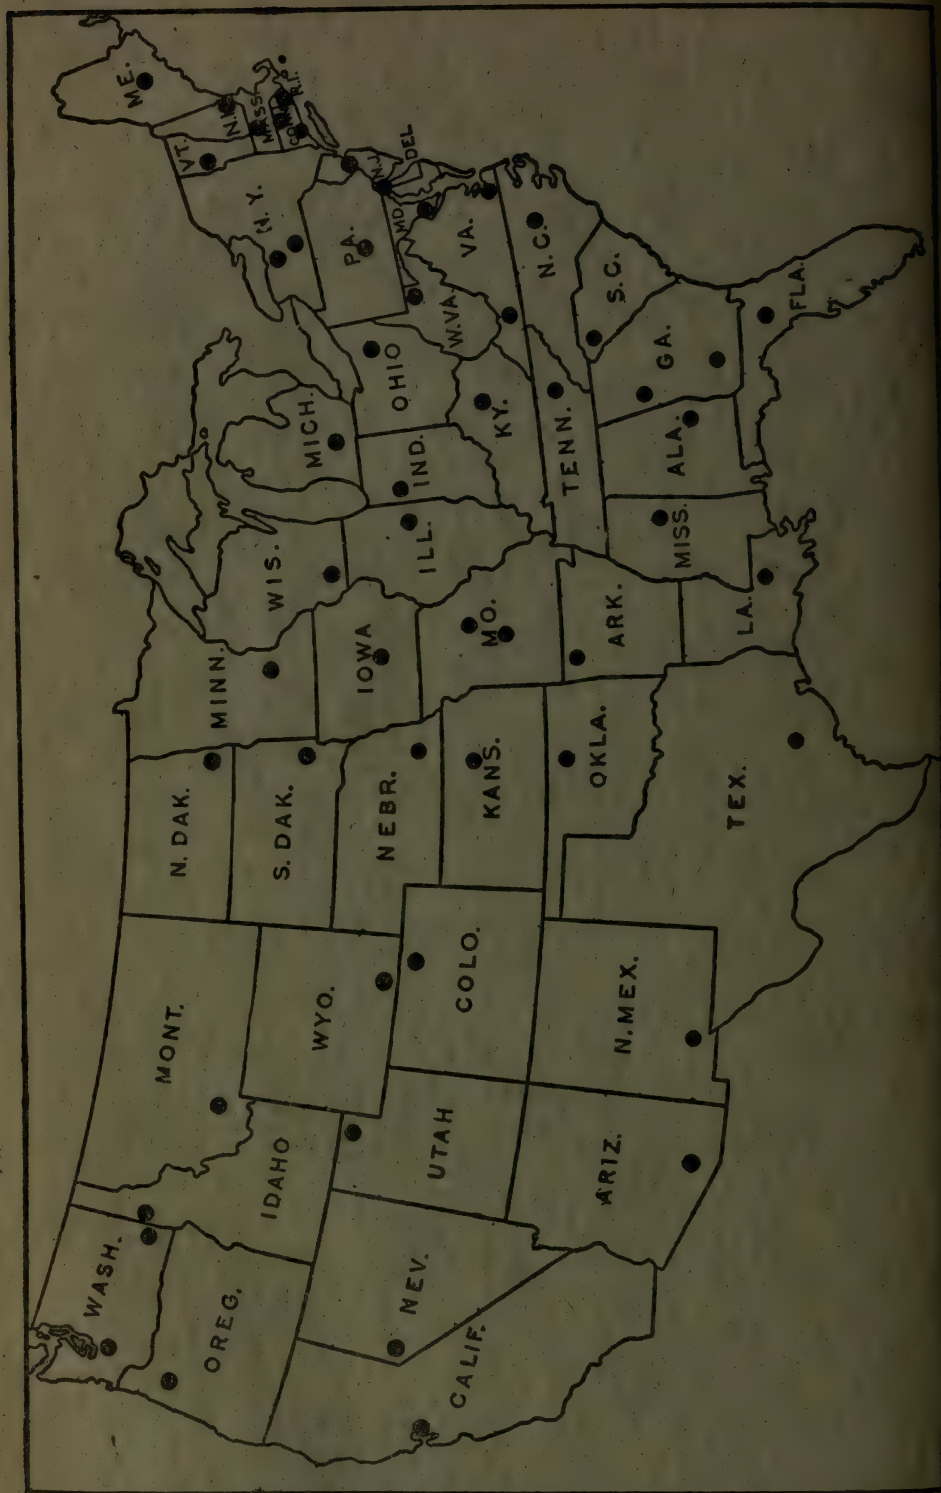 WASH.
OREG.
CALIF.
NEV.
IDAHO
MONT.
WYO.
UTAH
ARIZ.
COLO.
N.MEX.
N. DAK.
S. DAK.
NEBR.
KANS.
OKLA.
TEX.
MINN.
IOWA
MO.
ARK.
LA.
WIS.
ILL.
MICH.
IND.
OHIO
KY.
TENN.
MISS.
ALA.
GA.
FLA.
S.C.
N.C.
VA.
W.VA.
MD.
DEL
PA.
N.J.
N.Y.
VT.
MASS.
R.I.
ME.